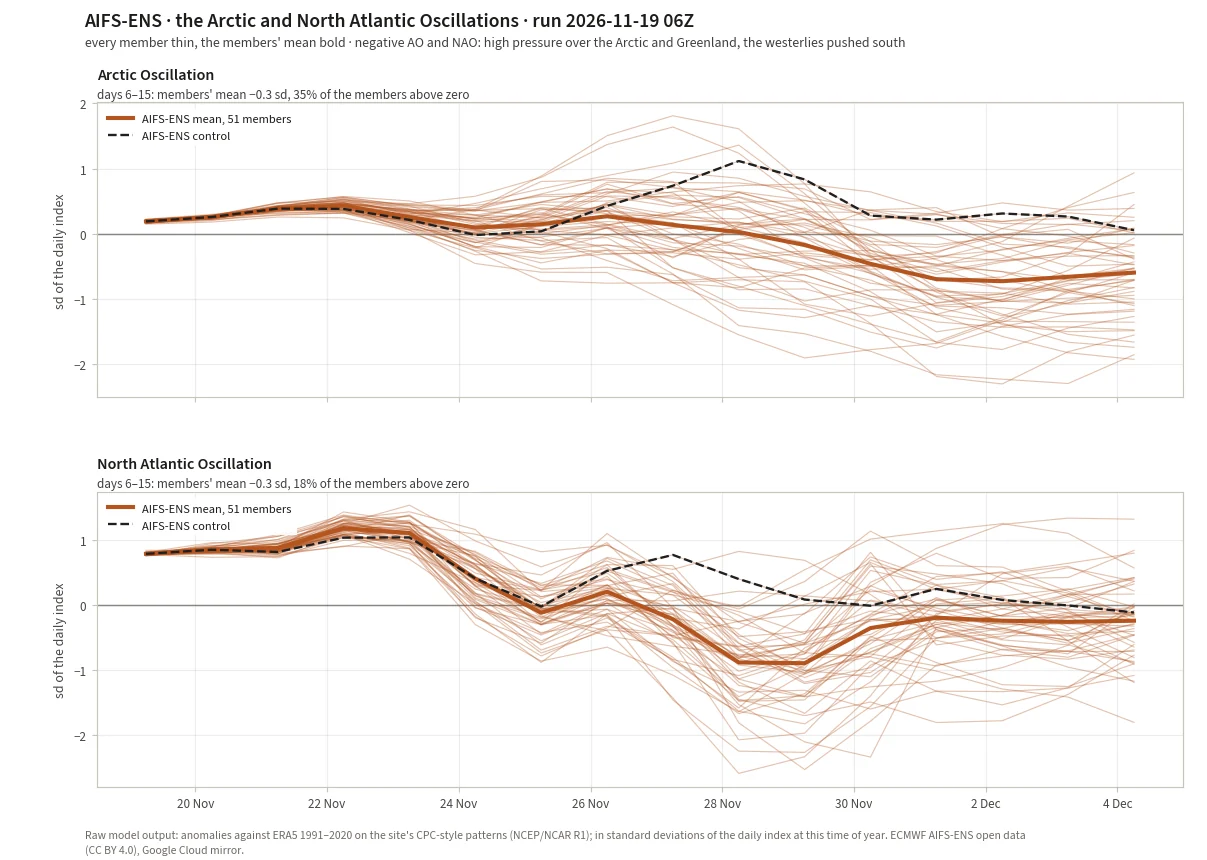 AIFS-ENS · the Arctic and North Atlantic Oscillations · run 2026-11-19 06Z
every member thin, the members' mean bold · negative AO and NAO: high pressure over the Arctic and Greenland, the westerlies pushed south
Arctic Oscillation
days 6–15: members' mean −0.3 sd, 35% of the members above zero
AIFS-ENS mean, 51 members
AIFS-ENS control
2
1
0
−1
−2
sd of the daily index
North Atlantic Oscillation
days 6–15: members' mean −0.3 sd, 18% of the members above zero
AIFS-ENS mean, 51 members
AIFS-ENS control
1
0
−1
−2
sd of the daily index
20 Nov 22 Nov 24 Nov 26 Nov 28 Nov 30 Nov 2 Dec 4 Dec
Raw model output: anomalies against ERA5 1991–2020 on the site's CPC-style patterns (NCEP/NCAR R1); in standard deviations of the daily index at this time of year. ECMWF AIFS-ENS open data
(CC BY 4.0), Google Cloud mirror.